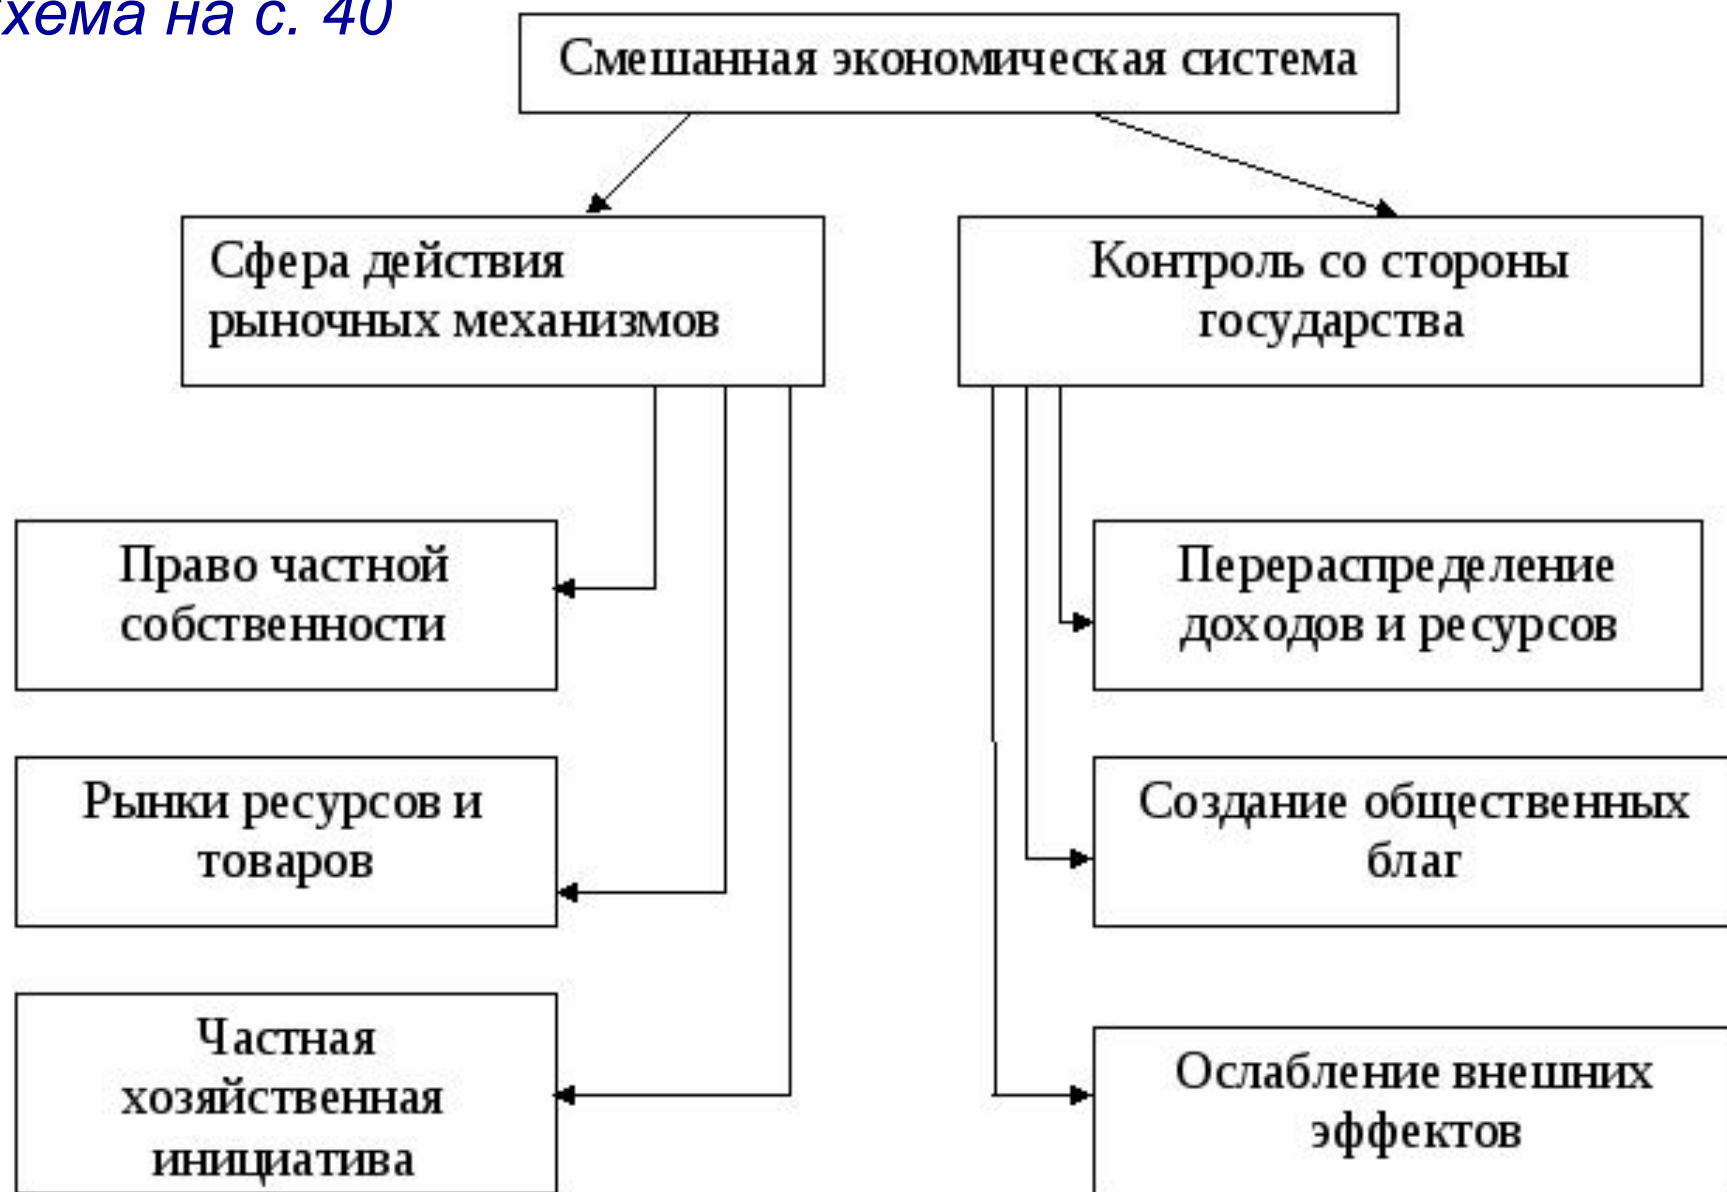 хема на с. 40
Смешанная экономическая система
Сфера действия
рыночных механизмов
Контроль со стороны
государства
Право частной
собственности
Перераспределение
доходов и ресурсов
Рынки ресурсов и
товаров
Создание общественных
благ
Частная
хозяйственная
инициатива
Ослабление внешних
эффектов